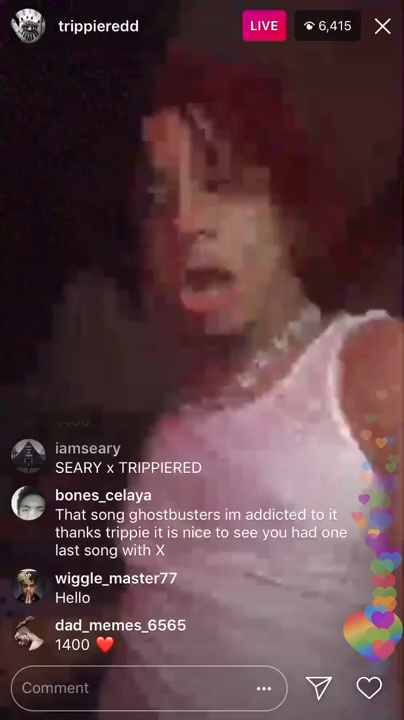 trippieredd
LIVE
6,415
iamseary
SEARY x TRIPPIERED
bones_celaya
That song ghostbusters im addicted to it
thanks trippie it is nice to see you had one
last song with X
wiggle_master77
Hello
dad_memes_6565
1400 ❤️
Comment